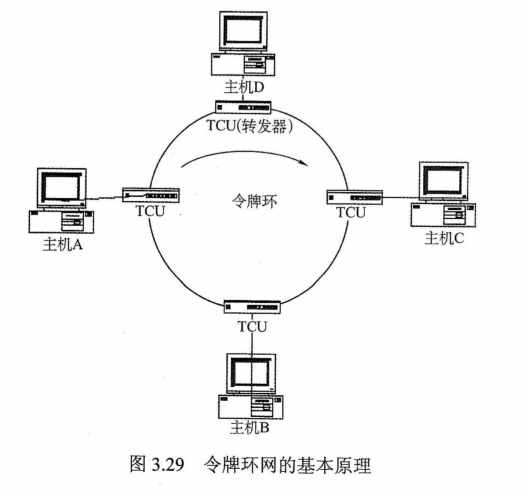 主机D
TCU(转发器)
令牌环
TCU
主机A
TCU
主机C
TCU
主机B
图 3.29 令牌环网的基本原理